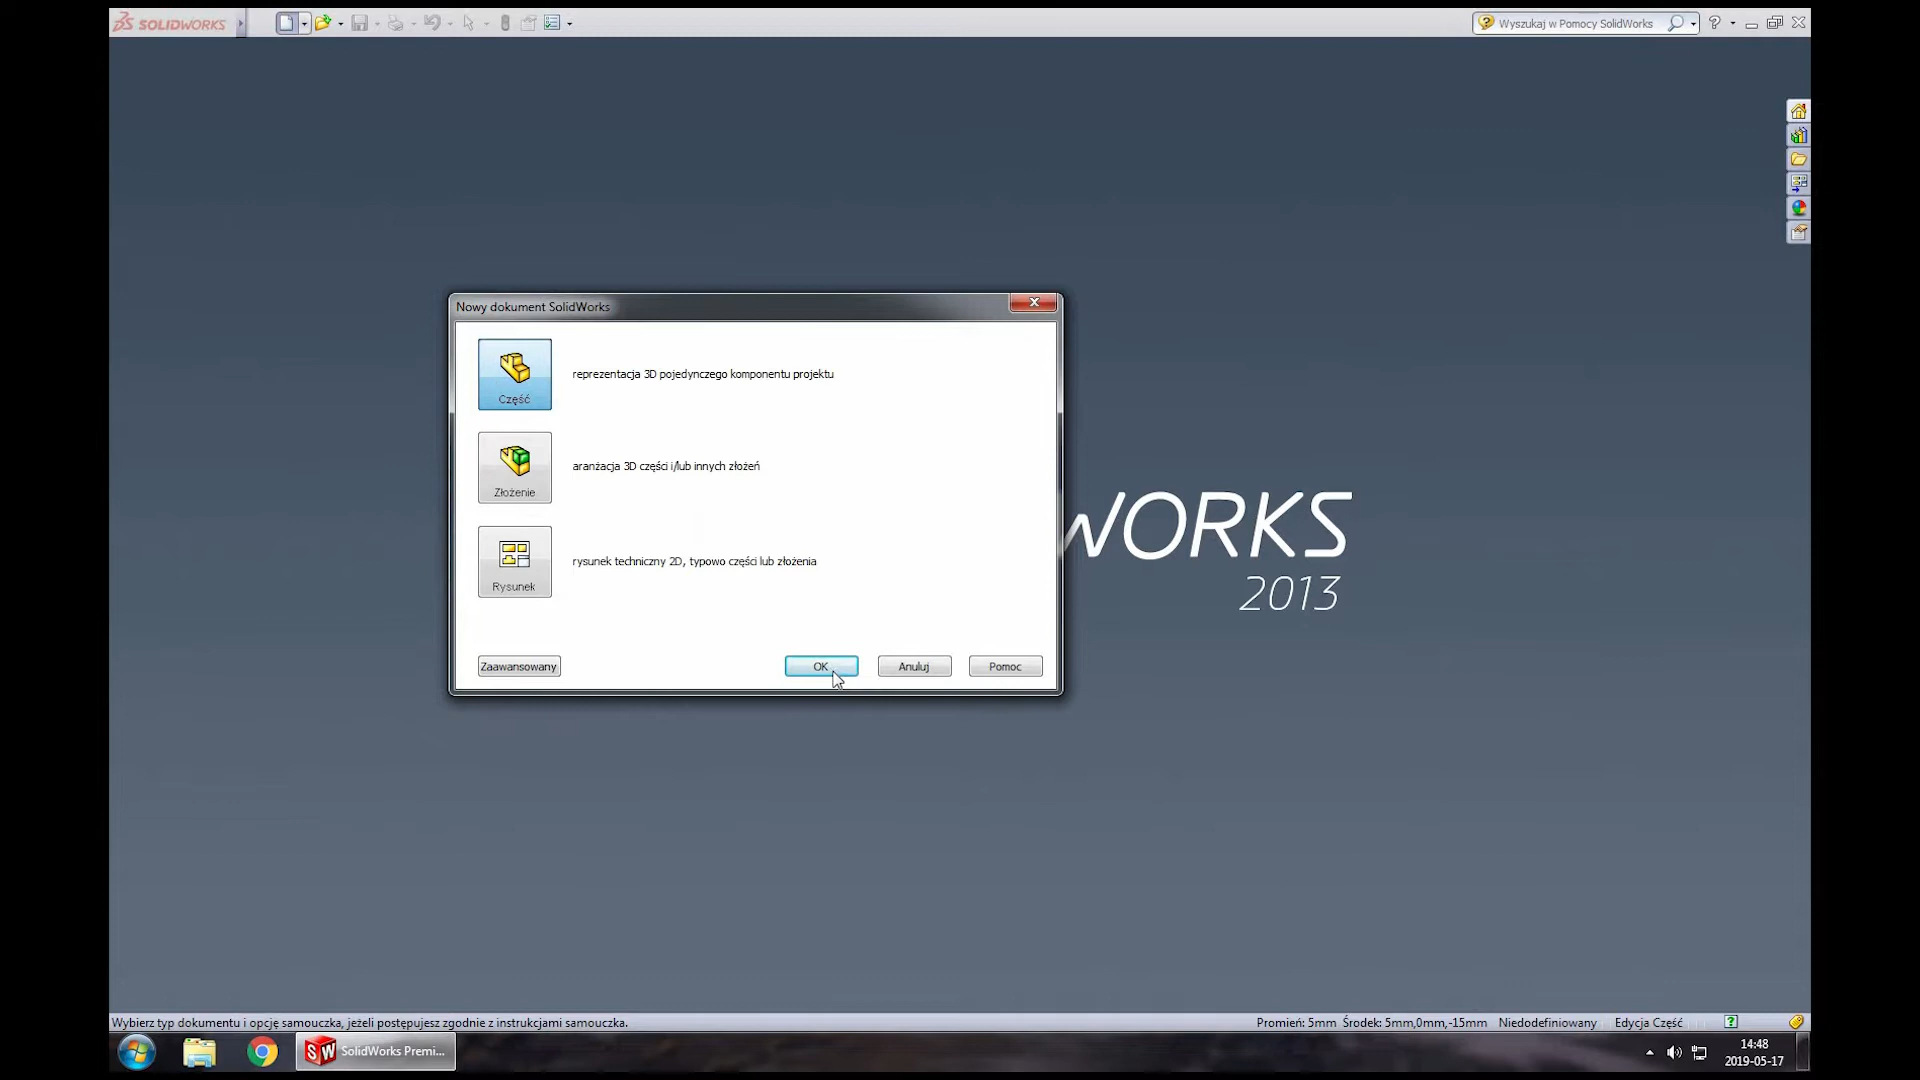 SOLIDWORKS
Wyszukaj w Pomocy SolidWorks
Nowy dokument SolidWorks
Część
reprezentacja 3D pojedynczego komponentu projektu
Złożenie
aranżacja 3D części i/lub innych złożeń
Rysunek
rysunek techniczny 2D, typowo części lub złożenia
WORKS
2013
Zaawansowany
OK
Anuluj
Pomoc
Wybierz typ dokumentu i opcję samouczka, jeżeli postępujesz zgodnie z instrukcjami samouczka.
Promień: 5mm Środek: 5mm,0mm,-15mm
Niedodefiniowany
Edycja Część
SolidWorks Premi...
14:48
2019-05-17